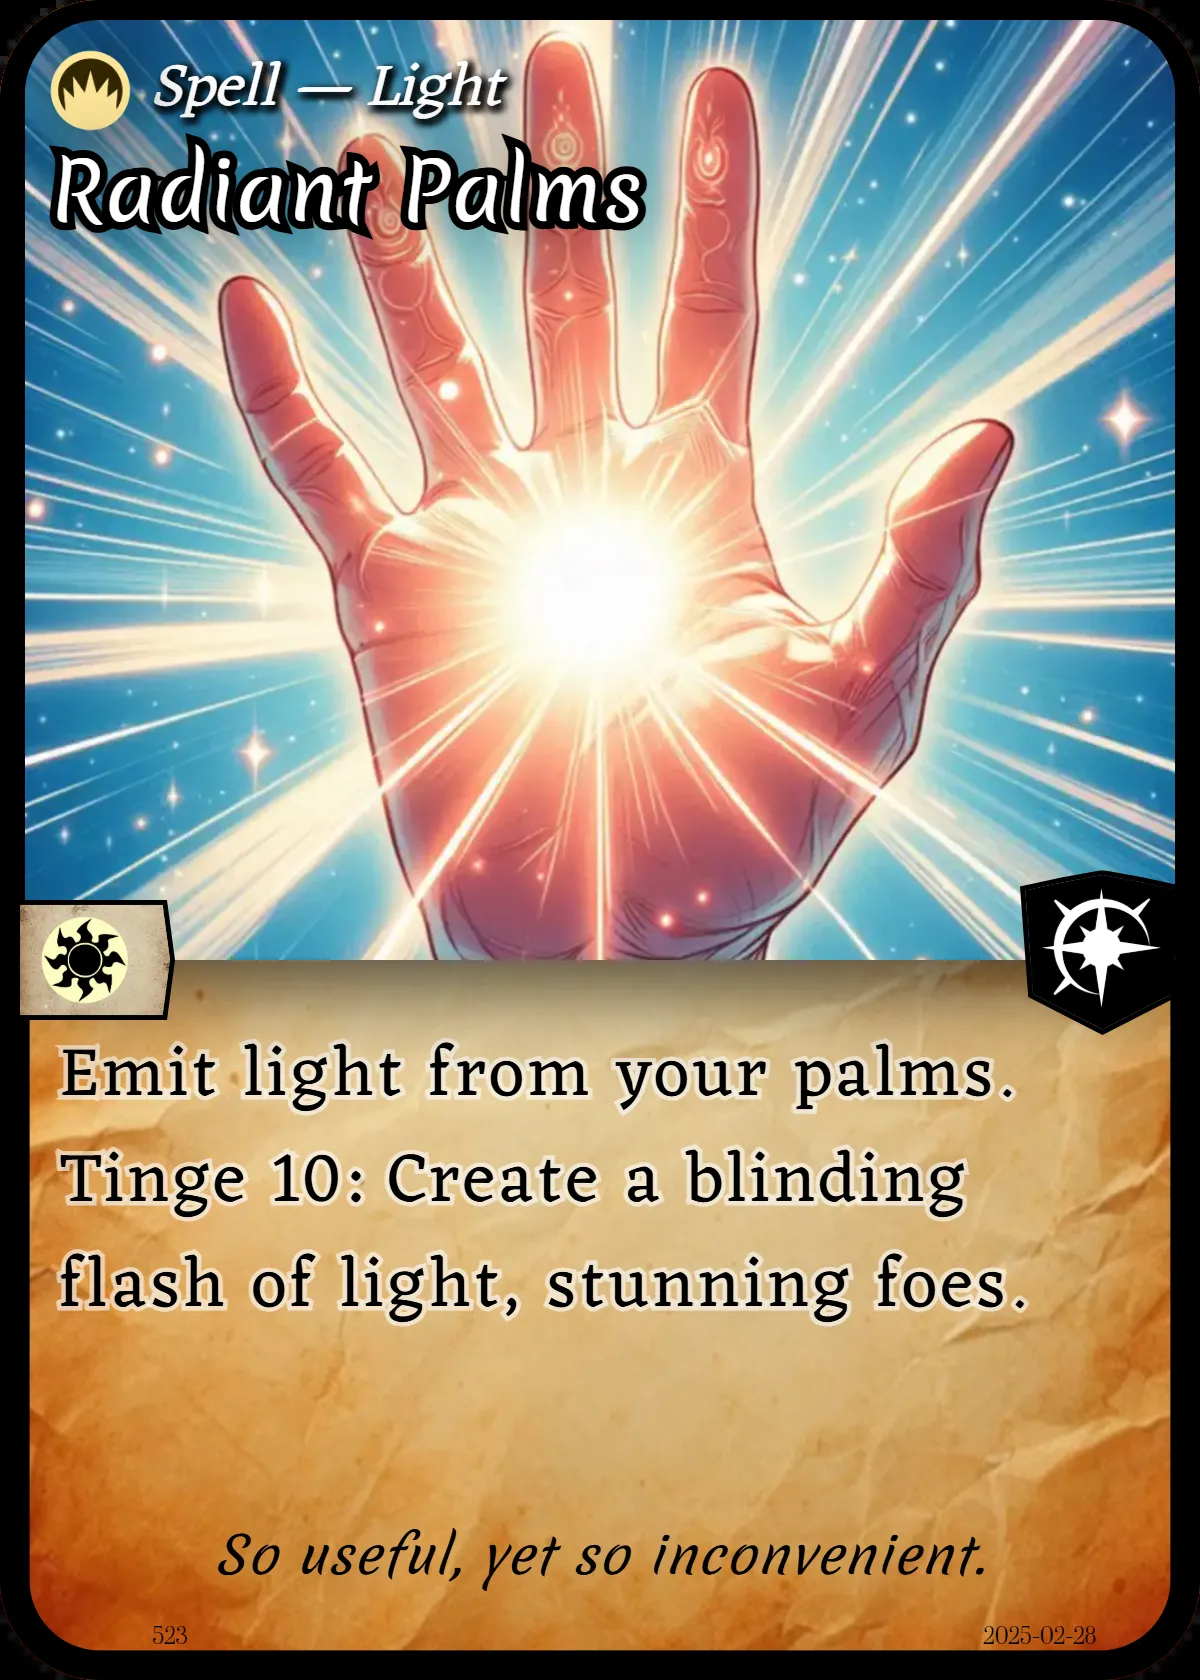 Spell — Light
Radiant Palms
Emit light from your palms.
Tinge 10: Create a blinding
flash of light, stunning foes.
So useful, yet so inconvenient.
523
2025-02-28